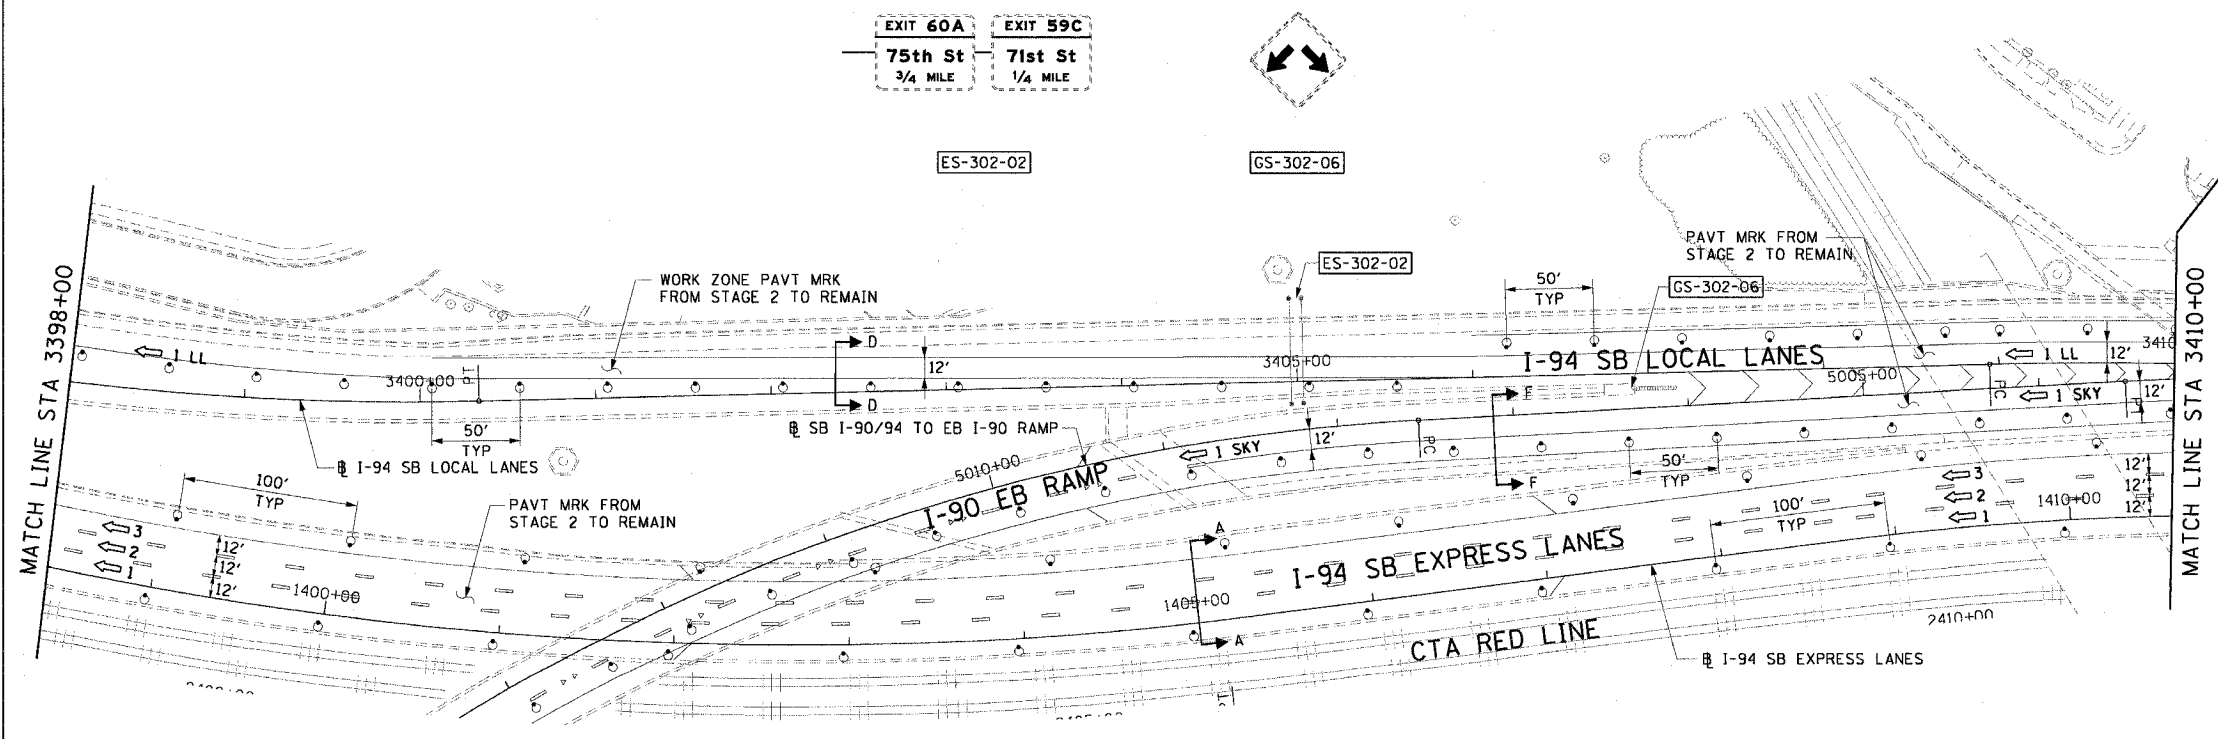 EXIT 60A
75th St
3/4 MILE
EXIT 59C
71st St
1/4 MILE
ES-302-02
GS-302-06
MATCH LINE STA 3398+00
WORK ZONE PAVT MRK
FROM STAGE 2 TO REMAIN
ES-302-02
PAVT MRK FROM
STAGE 2 TO REMAIN
50'
TYP
GS-302-06
MATCH LINE STA 3410+00
1 LL
3400+00
PT
D
D
12'
3405+00
I-94 SB LOCAL LANES
5005+00
1 LL
12'
3410
PC
1 SKY
12'
50'
TYP
℄ I-94 SB LOCAL LANES
℄ SB I-90/94 TO EB I-90 RAMP
1 SKY
12'
PC
F
F
50'
TYP
100'
TYP
PAVT MRK FROM
STAGE 2 TO REMAIN
5010+00
I-90 EB RAMP
3
2
1
12'
12'
12'
1400+00
A
A
1405+00
I-94 SB EXPRESS LANES
100'
TYP
3
2
1
1410+00
12'
12'
12'
CTA RED LINE
℄ I-94 SB EXPRESS LANES
2410+00